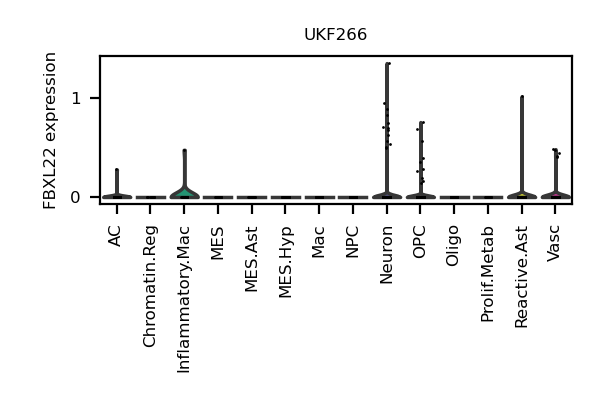 UKF266
FBXL22 expression
1
0
AC
Chromatin.Reg
Inflammatory.Mac
MES
MES.Ast
MES.Hyp
Mac
NPC
Neuron
OPC
Oligo
Prolif.Metab
Reactive.Ast
Vasc